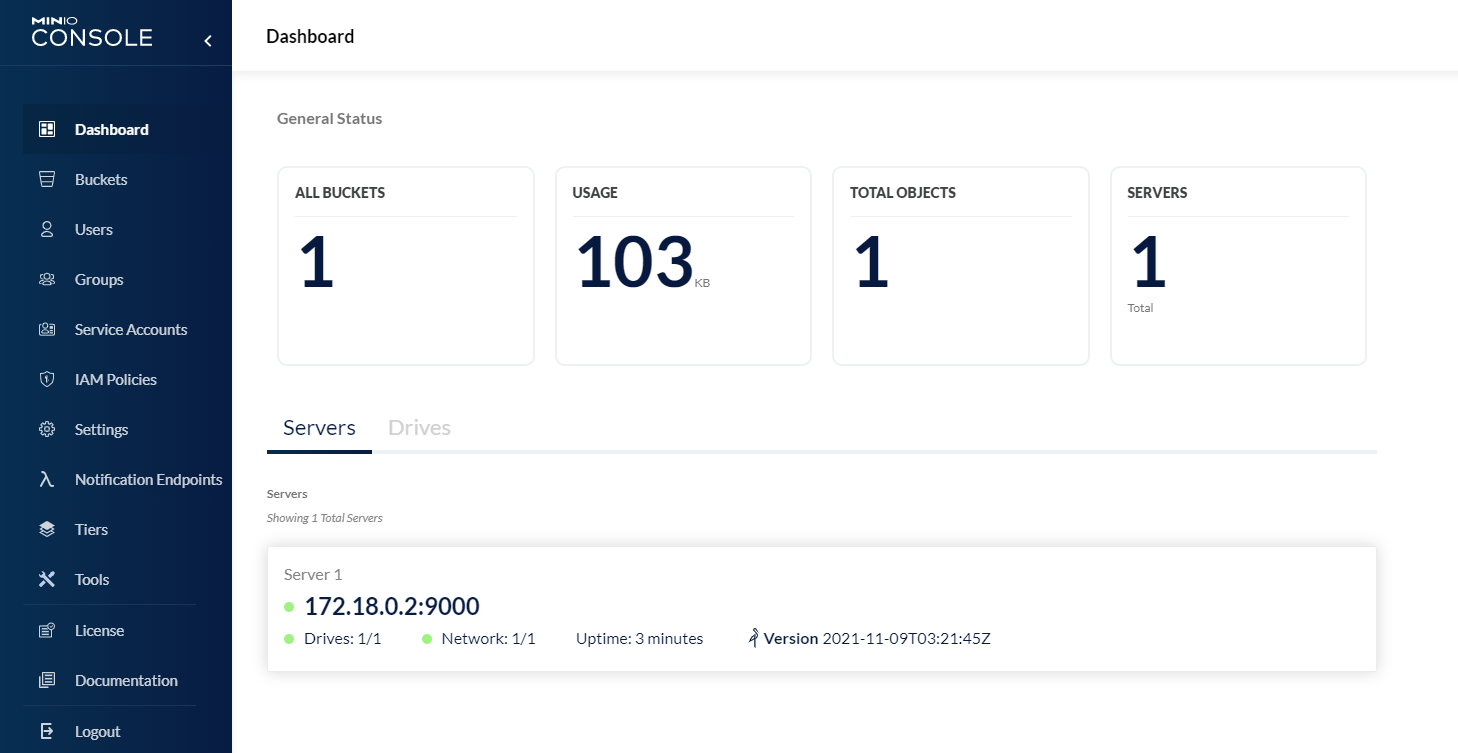 MINIO
CONSOLE
Dashboard
Dashboard
Buckets
Users
Groups
Service Accounts
IAM Policies
Settings
Notification Endpoints
Tiers
Tools
License
Documentation
Logout
General Status
ALL BUCKETS
1
USAGE
103 KB
TOTAL OBJECTS
1
SERVERS
1
Total
Servers Drives
Servers
Showing 1 Total Servers
Server 1
172.18.0.2:9000
Drives: 1/1 Network: 1/1 Uptime: 3 minutes Version 2021-11-09T03:21:45Z